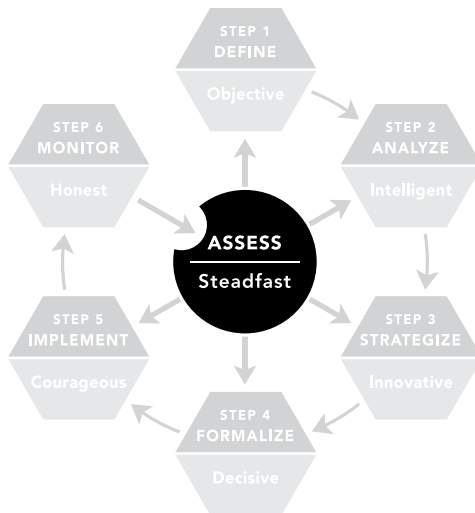 STEP 1
DEFINE
Objective
STEP 2
ANALYZE
Intelligent
STEP 3
STRATEGIZE
Innovative
STEP 4
FORMALIZE
Decisive
STEP 5
IMPLEMENT
Courageous
STEP 6
MONITOR
Honest
ASSESS
Steadfast